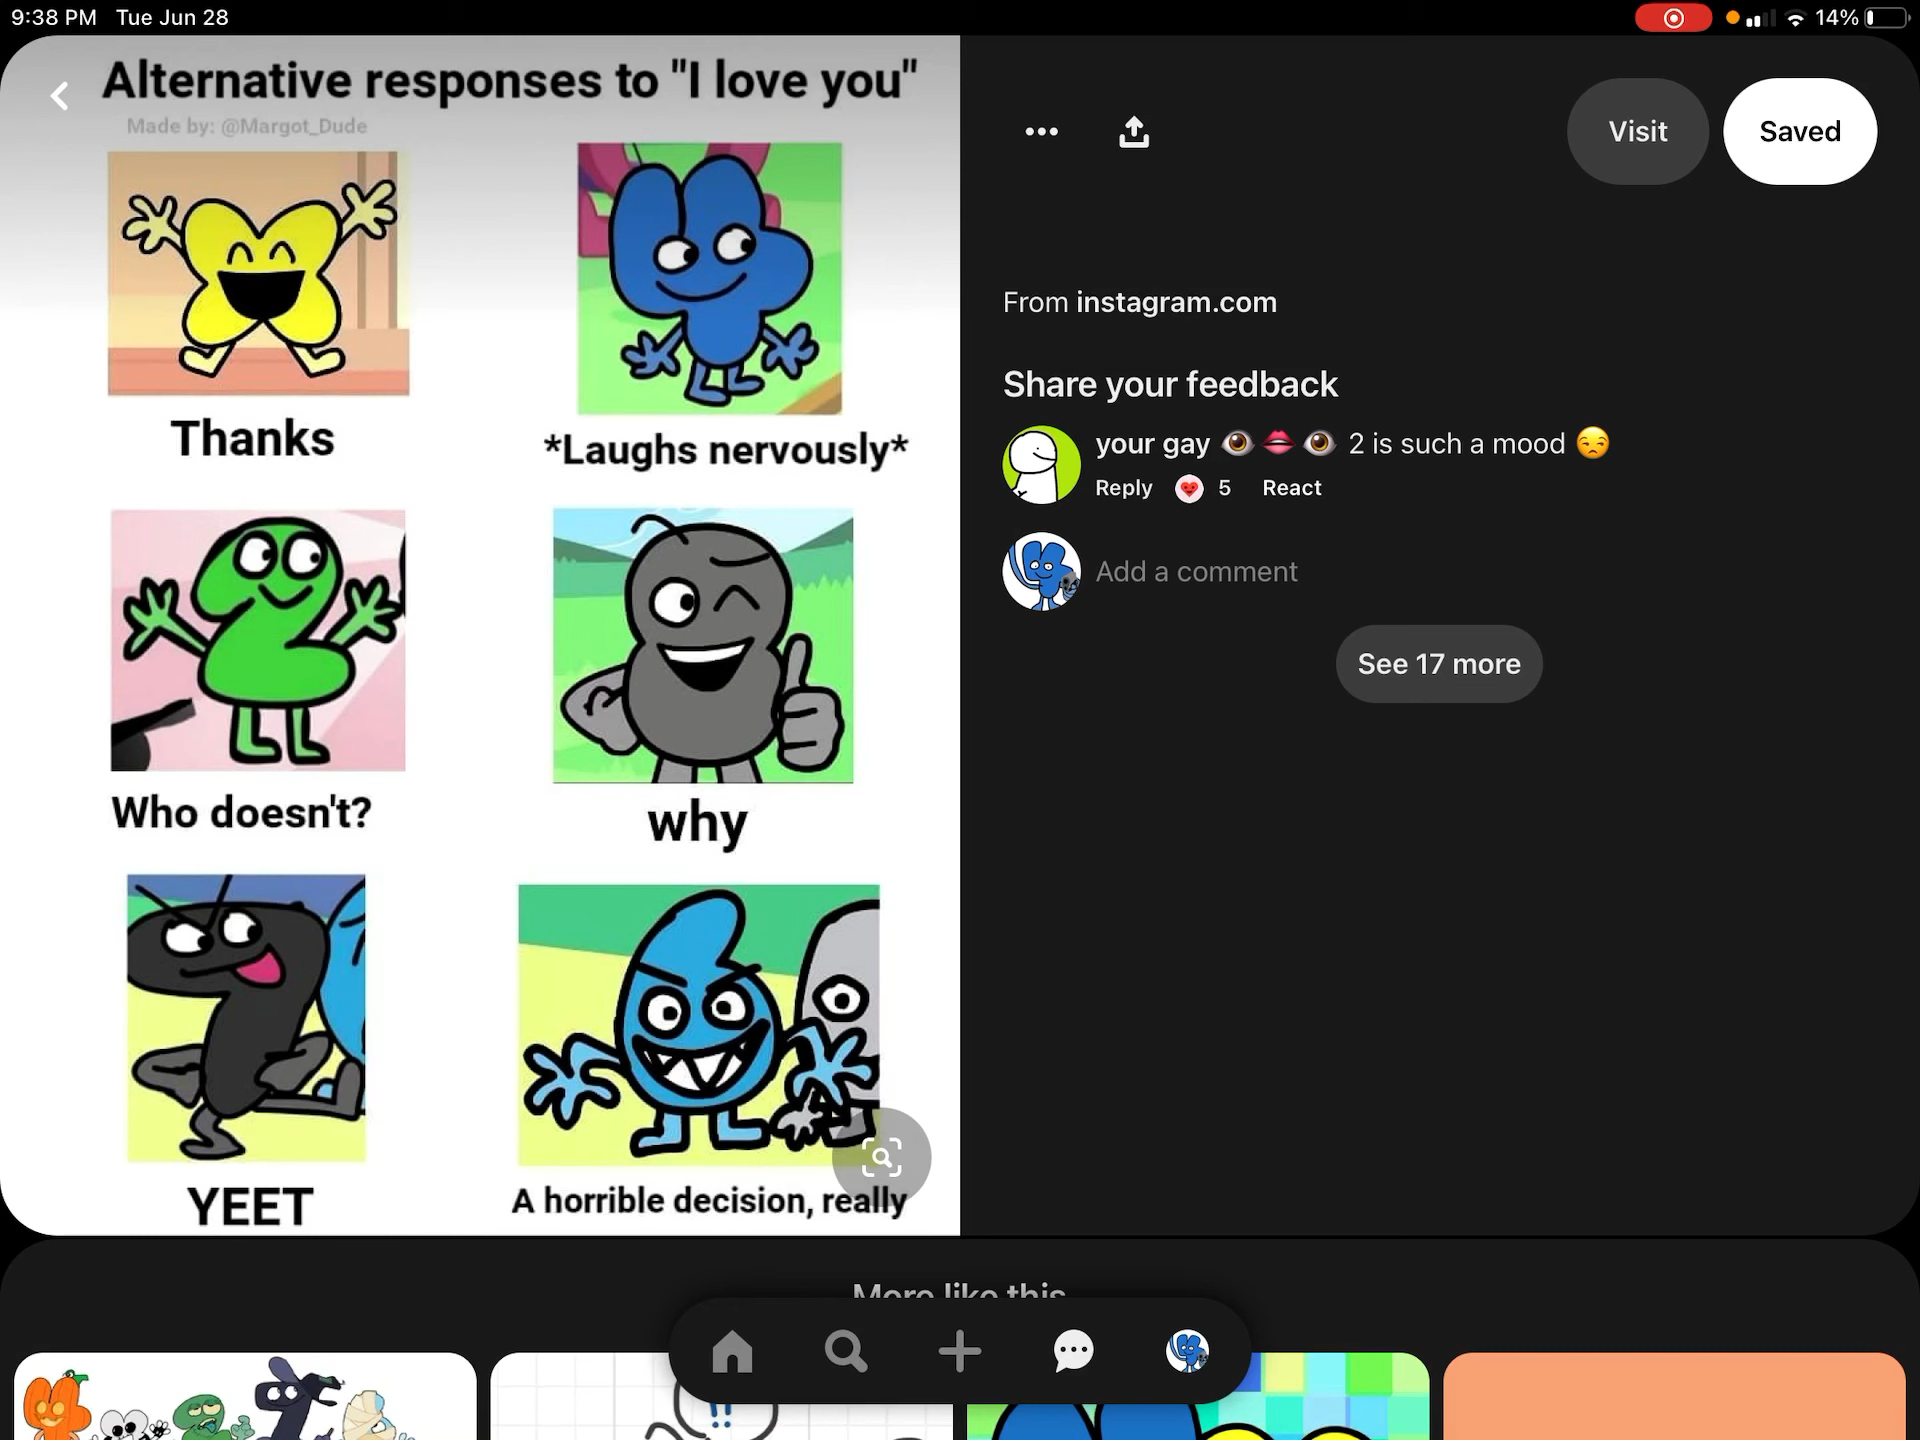 9:38 PM Tue Jun 28
14%
Alternative responses to "I love you"
Made by: @Margot_Dude
Thanks
*Laughs nervously*
Who doesn't?
why
YEET
A horrible decision, really
Visit
Saved
From instagram.com
Share your feedback
your gay 👁️👄👁️ 2 is such a mood 😒
Reply 5 React
Add a comment
See 17 more
More like this
!!